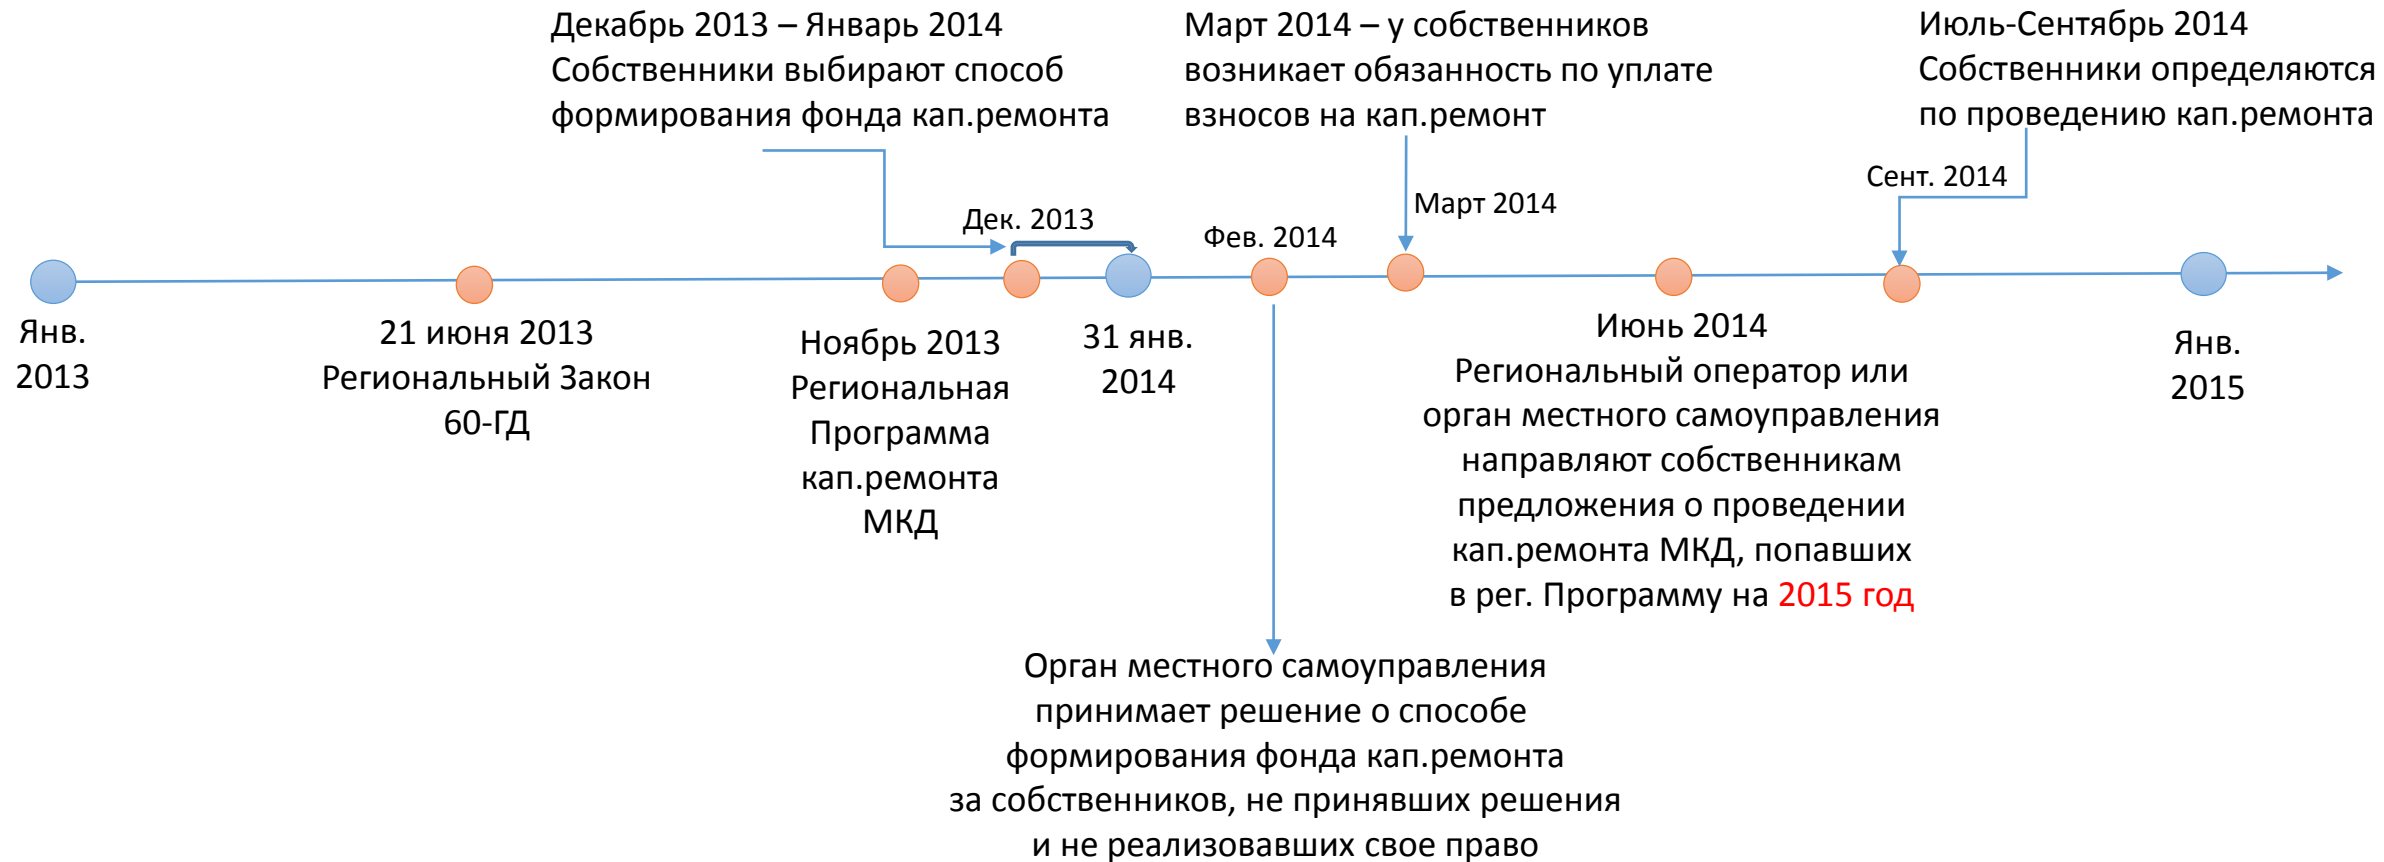 Декабрь 2013 – Январь 2014
Собственники выбирают способ
формирования фонда кап.ремонта
Март 2014 – у собственников
возникает обязанность по уплате
взносов на кап.ремонт
Июль-Сентябрь 2014
Собственники определяются
по проведению кап.ремонта
Дек. 2013
Фев. 2014
Март 2014
Сент. 2014
Янв.
2013
21 июня 2013
Региональный Закон
60-ГД
Ноябрь 2013
Региональная
Программа
кап.ремонта
МКД
31 янв.
2014
Июнь 2014
Региональный оператор или
орган местного самоуправления
направляют собственникам
предложения о проведении
кап.ремонта МКД, попавших
в рег. Программу на 2015 год
Янв.
2015
Орган местного самоуправления
принимает решение о способе
формирования фонда кап.ремонта
за собственников, не принявших решения
и не реализовавших свое право